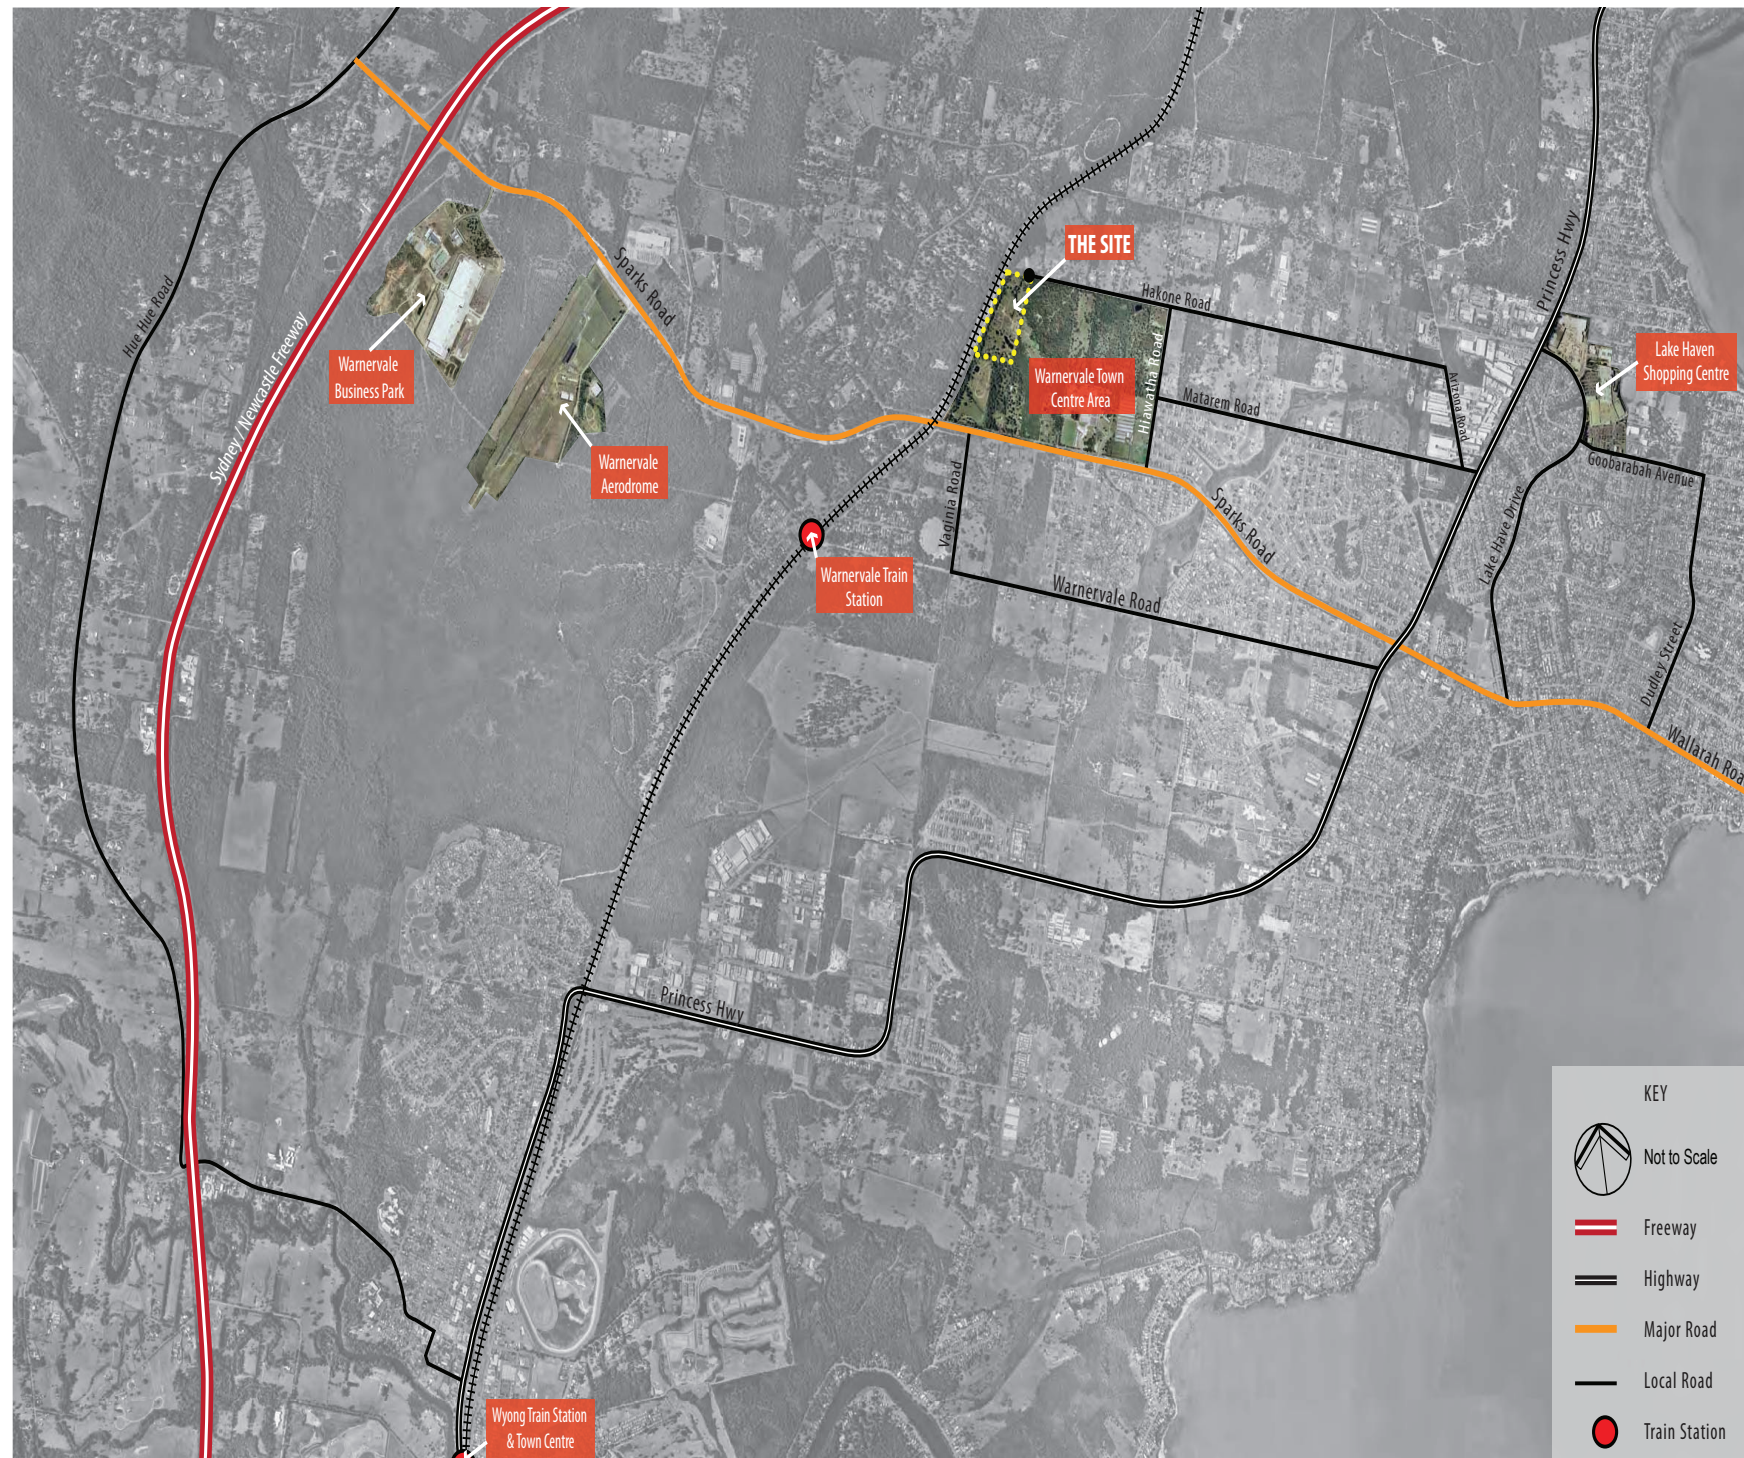 THE SITE
Princess Hwy
Hakone Road
Sparks Road
Hue Hue Road
Sydney / Newcastle Freeway
Warnervale
Business Park
Hiawatha Road
Warnervale Town
Centre Area
Matarem Road
Arizona Road
Lake Haven
Shopping Centre
Warnervale
Aerodrome
Goobarabah Avenue
Vaginia Road
Sparks Road
Lake Have Drive
Warnervale Train
Station
Warnervale Road
Dudley Street
Wallarah Roa
Princess Hwy
Wyong Train Station
& Town Centre
KEY
Not to Scale
Freeway
Highway
Major Road
Local Road
Train Station